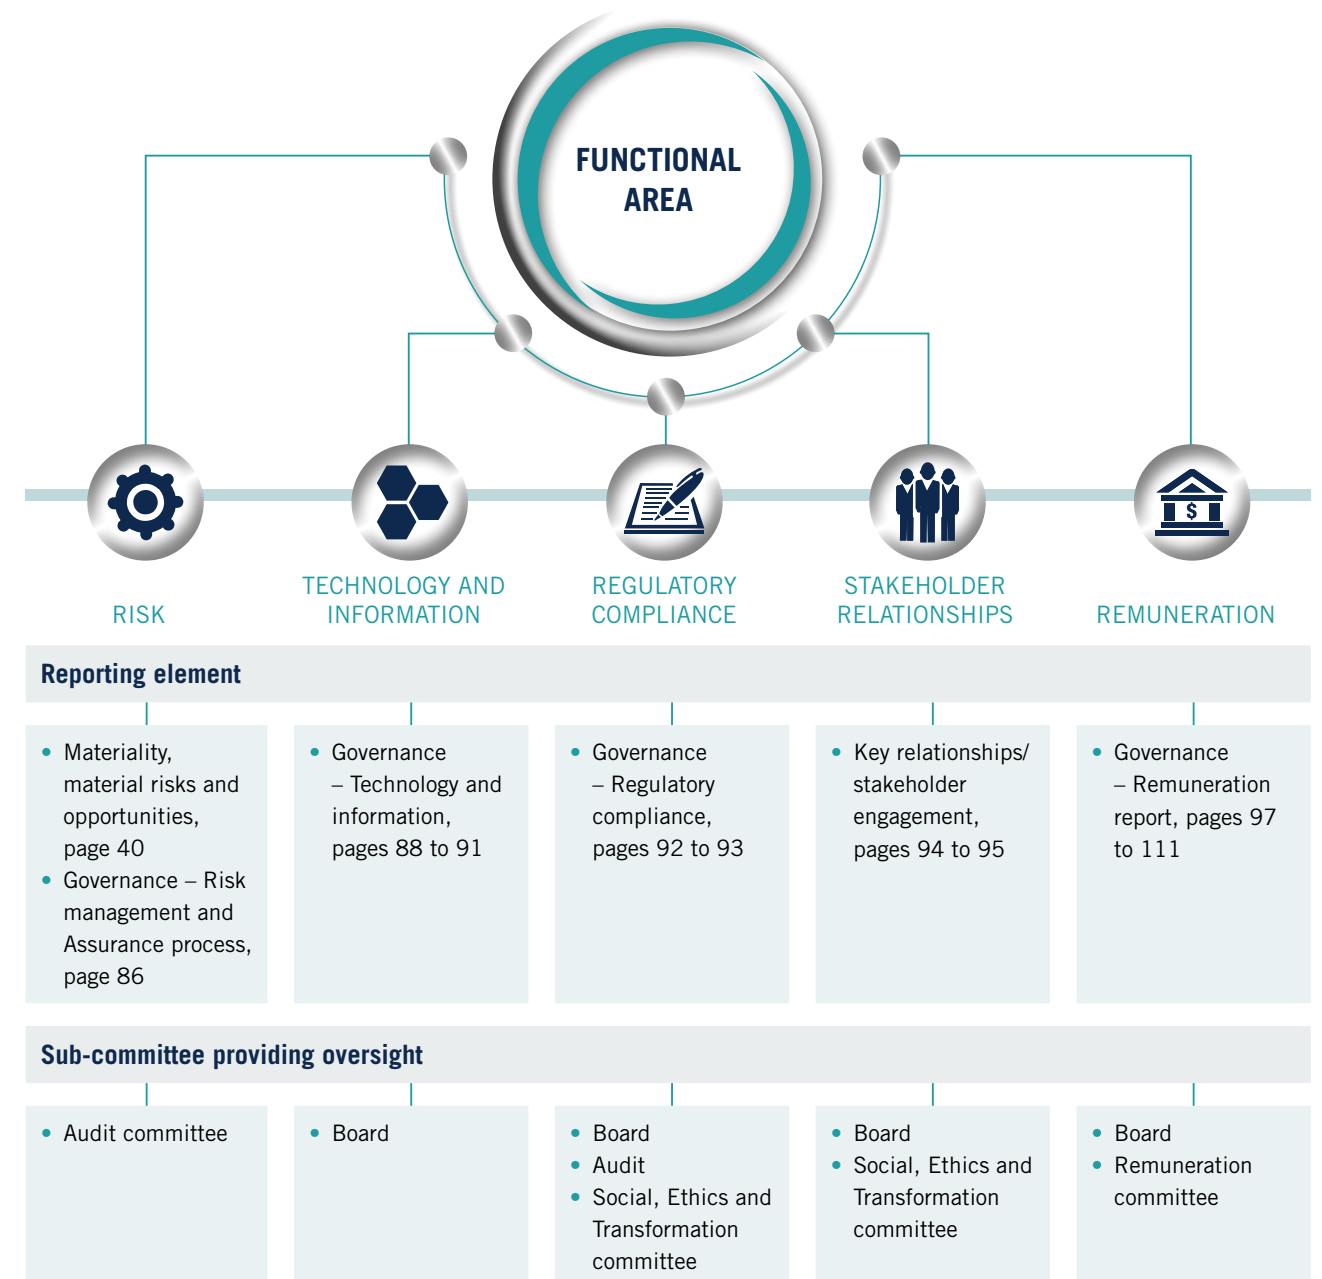 FUNCTIONAL
AREA
RISK
TECHNOLOGY AND
INFORMATION
REGULATORY
COMPLIANCE
STAKEHOLDER
RELATIONSHIPS
REMUNERATION
$
Reporting element
• Materiality,
material risks and
opportunities,
page 40
• Governance – Risk
management and
Assurance process,
page 86
• Governance
– Technology and
information,
pages 88 to 91
• Governance
– Regulatory
compliance,
pages 92 to 93
• Key relationships/
stakeholder
engagement,
pages 94 to 95
• Governance
– Remuneration
report, pages 97
to 111
Sub-committee providing oversight
• Audit committee
• Board
• Board
• Audit
• Social, Ethics and
Transformation
committee
• Board
• Social, Ethics and
Transformation
committee
• Board
• Remuneration
committee